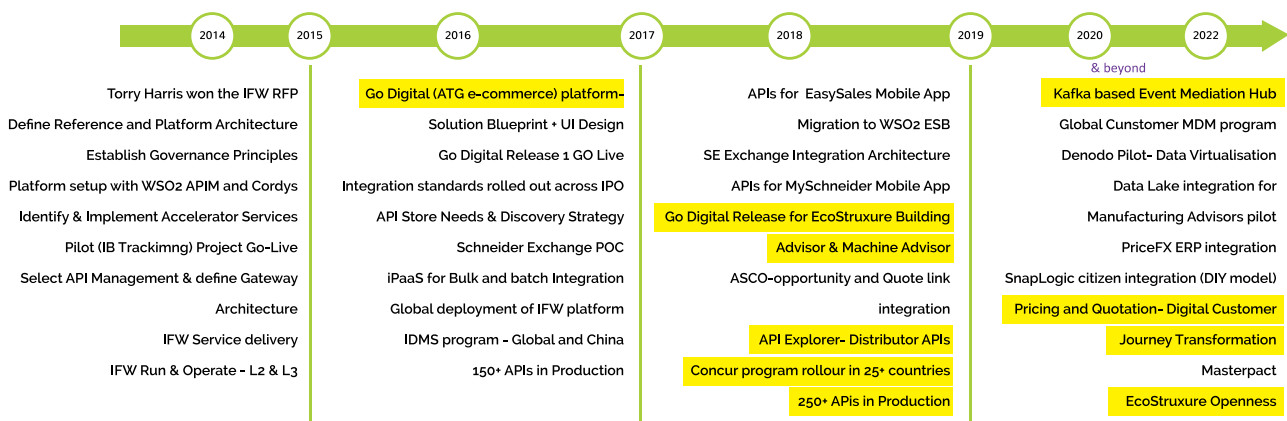 2014
2015
2016
2017
2018
2019
2020
2022
& beyond
Torry Harris won the IFW RFP
Define Reference and Platform Architecture
Establish Governance Principles
Platform setup with WSO2 APIM and Cordys
Identify & Implement Accelerator Services
Pilot (IB Trackimng) Project Go-Live
Select API Management & define Gateway
Architecture
IFW Service delivery
IFW Run & Operate - L2 & L3
Go Digital (ATG e-commerce) platform-
Solution Blueprint + UI Design
Go Digital Release 1 GO Live
Integration standards rolled out across IPO
API Store Needs & Discovery Strategy
Schneider Exchange POC
iPaaS for Bulk and batch Integration
Global deployment of IFW platform
IDMS program - Global and China
150+ APIs in Production
APIs for EasySales Mobile App
Migration to WSO2 ESB
SE Exchange Integration Architecture
APIs for MySchneider Mobile App
Go Digital Release for EcoStruxure Building
Advisor & Machine Advisor
ASCO-opportunity and Quote link
integration
API Explorer- Distributor APIs
Concur program rollour in 25+ countries
250+ APis in Production
Kafka based Event Mediation Hub
Global Cunstomer MDM program
Denodo Pilot- Data Virtualisation
Data Lake integration for
Manufacturing Advisors pilot
PriceFX ERP integration
SnapLogic citizen integration (DIY model)
Pricing and Quotation- Digital Customer
Journey Transformation
Masterpact
EcoStruxure Openness